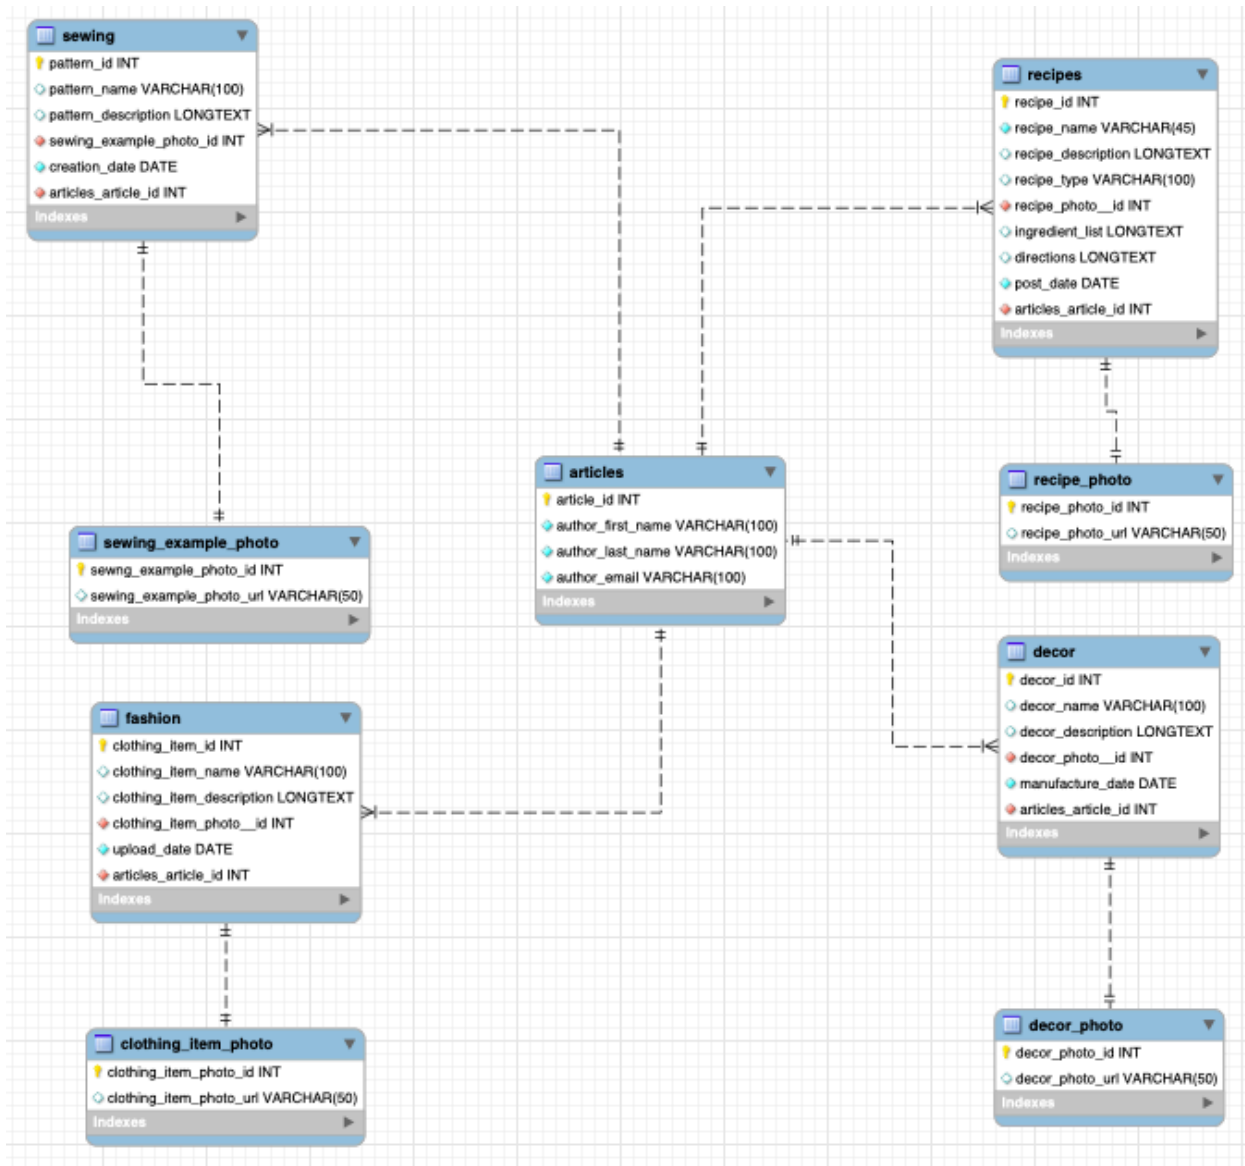 sewing
pattern_id INT
pattern_name VARCHAR(100)
pattern_description LONGTEXT
sewing_example_photo_id INT
creation_date DATE
articles_article_id INT
Indexes
recipes
recipe_id INT
recipe_name VARCHAR(45)
recipe_description LONGTEXT
recipe_type VARCHAR(100)
recipe_photo__id INT
ingredient_list LONGTEXT
directions LONGTEXT
post_date DATE
articles_article_id INT
Indexes
articles
article_id INT
author_first_name VARCHAR(100)
author_last_name VARCHAR(100)
author_email VARCHAR(100)
Indexes
recipe_photo
recipe_photo_id INT
recipe_photo_url VARCHAR(50)
Indexes
sewing_example_photo
sewng_example_photo_id INT
sewing_example_photo_url VARCHAR(50)
Indexes
decor
decor_id INT
decor_name VARCHAR(100)
decor_description LONGTEXT
decor_photo__id INT
manufacture_date DATE
articles_article_id INT
Indexes
fashion
clothing_item_id INT
clothing_item_name VARCHAR(100)
clothing_item_description LONGTEXT
clothing_item_photo__id INT
upload_date DATE
articles_article_id INT
Indexes
clothing_item_photo
clothing_item_photo_id INT
clothing_item_photo_url VARCHAR(50)
Indexes
decor_photo
decor_photo_id INT
decor_photo_url VARCHAR(50)
Indexes